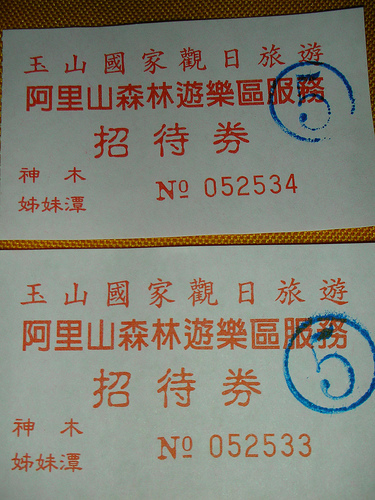 玉山國家觀日旅遊
阿里山森林遊樂區服務
招待券
神木
姊妹潭
№ 052534
5
玉山國家觀日旅遊
阿里山森林遊樂區服務
招待券
神木
姊妹潭
№ 052533
5